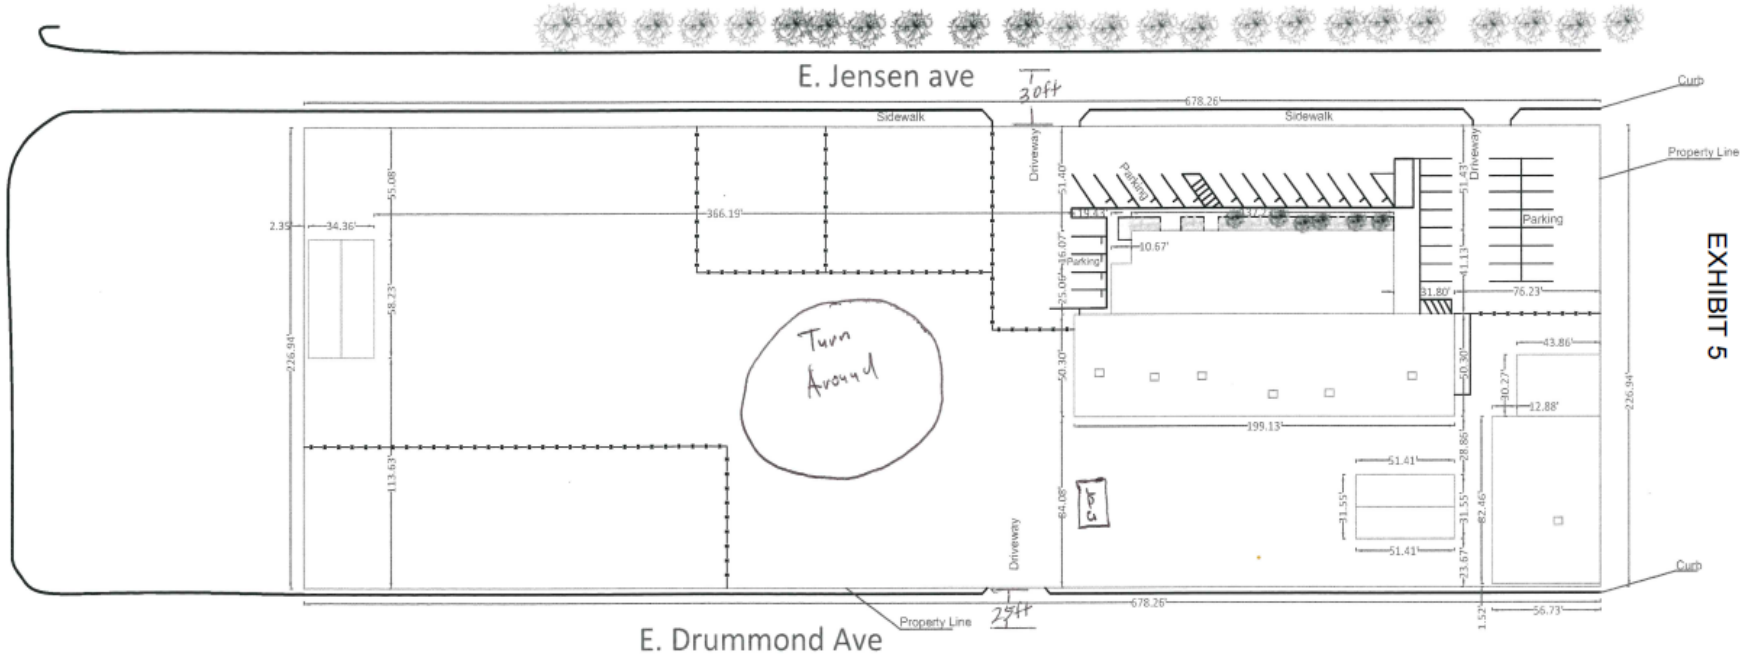 E. Jensen ave
30ft
Curb
678.26'
Sidewalk
Sidewalk
Driveway
Driveway
Property Line
55.08'
51.40'
51.43'
Parking
Parking
2.35'
34.36'
366.19'
19.43'
16.07'
10.67'
41.13'
Parking
25.06'
31.80'
76.23'
EXHIBIT 5
58.23'
Turn
Around
43.86'
226.94'
50.30'
50.30'
30.27'
226.94'
12.88'
199.13'
28.86'
51.41'
113.63'
84.08'
31.55'
31.55'
82.46'
Driveway
51.41'
23.67'
Curb
678.26'
25ft
56.73'
1.52'
Property Line
E. Drummond Ave